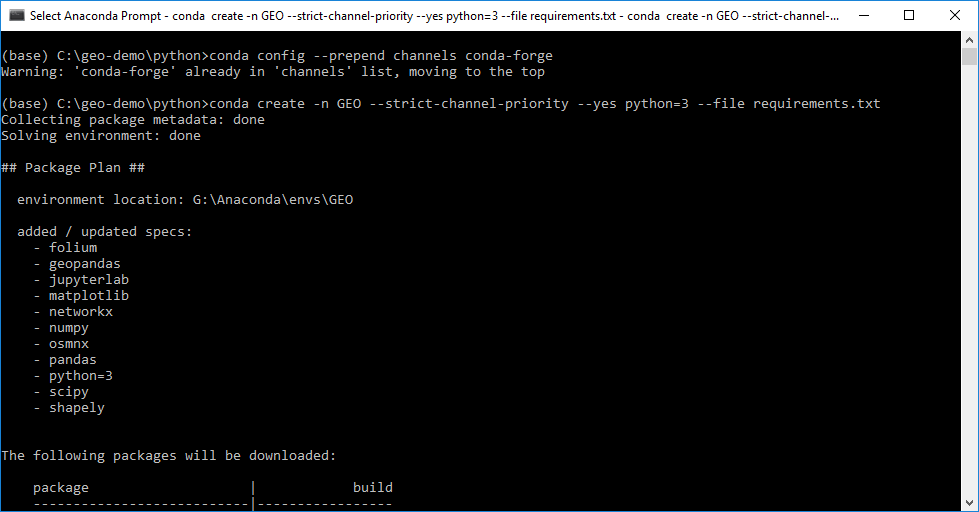 Select Anaconda Prompt - conda  create -n GEO --strict-channel-priority --yes python=3 --file requirements.txt - conda  create -n GEO --strict-channel-...
(base) C:\geo-demo\python>conda config --prepend channels conda-forge
Warning: 'conda-forge' already in 'channels' list, moving to the top
(base) C:\geo-demo\python>conda create -n GEO --strict-channel-priority --yes python=3 --file requirements.txt
Collecting package metadata: done
Solving environment: done
## Package Plan ##
  environment location: G:\Anaconda\envs\GEO
  added / updated specs:
    - folium
    - geopandas
    - jupyterlab
    - matplotlib
    - networkx
    - numpy
    - osmnx
    - pandas
    - python=3
    - scipy
    - shapely
The following packages will be downloaded:
    package                    |            build
    ---------------------------|-----------------